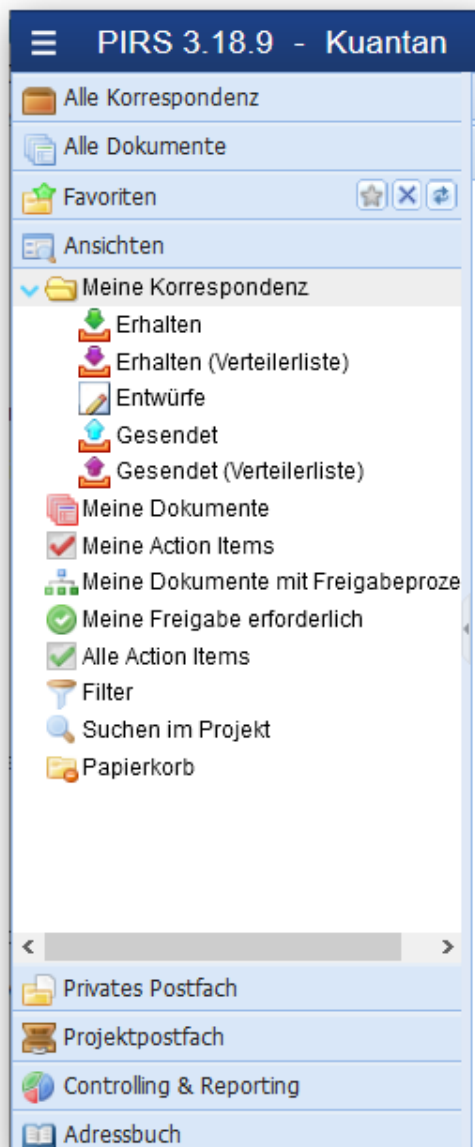 PIRS 3.18.9 - Kuantan
Alle Korrespondenz
Alle Dokumente
Favoriten
Ansichten
Meine Korrespondenz
Erhalten
Erhalten (Verteilerliste)
Entwürfe
Gesendet
Gesendet (Verteilerliste)
Meine Dokumente
Meine Action Items
Meine Dokumente mit Freigabeproze
Meine Freigabe erforderlich
Alle Action Items
Filter
Suchen im Projekt
Papierkorb
Privates Postfach
Projektpostfach
Controlling & Reporting
Adressbuch